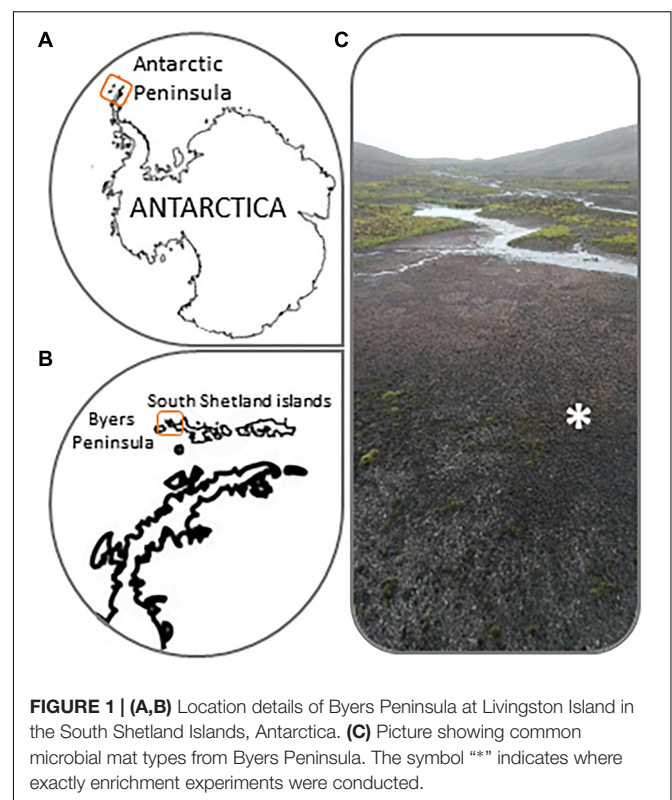 A
Antarctic
Peninsula
ANTARCTICA
B
South Shetland islands
Byers
Peninsula
C
*
FIGURE 1 | (A,B) Location details of Byers Peninsula at Livingston Island in
the South Shetland Islands, Antarctica. (C) Picture showing common
microbial mat types from Byers Peninsula. The symbol “*” indicates where
exactly enrichment experiments were conducted.